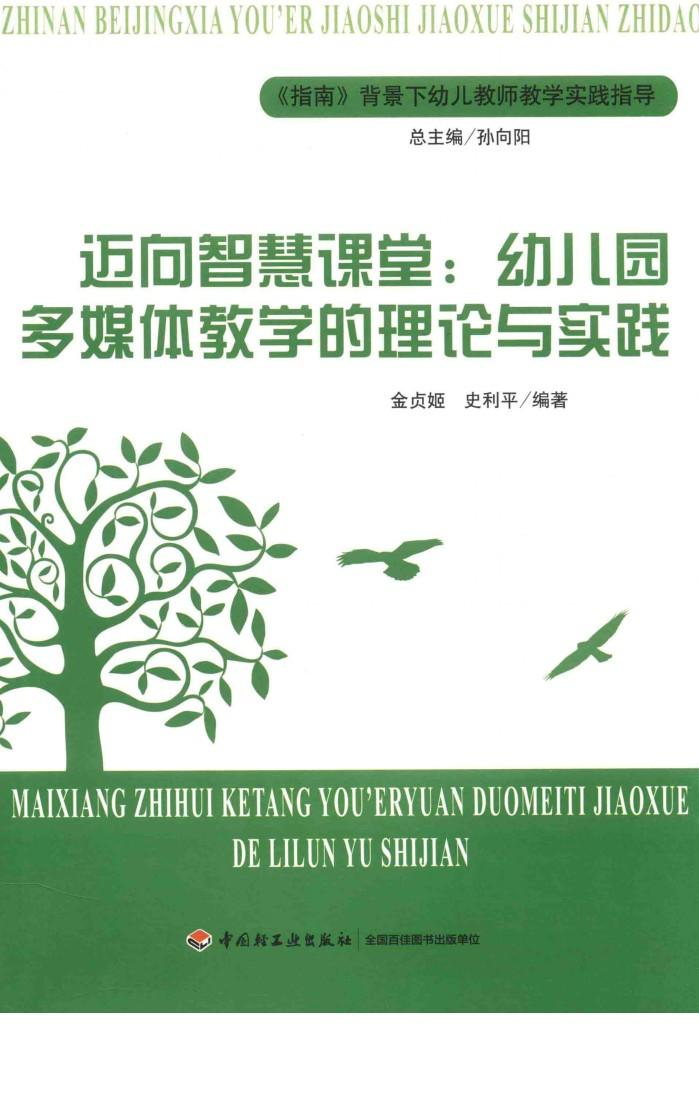 ZHINAN BEIJINGXIA YOU'ER JIAOSHI JIAOXUE SHIJIAN ZHIDAO
《指南》背景下幼儿教师教学实践指导
总主编/孙向阳
迈向智慧课堂：幼儿园
多媒体教学的理论与实践
金贞姬 史利平/编著
MAIXIANG ZHIHUI KETANG YOU'ERYUAN DUOMEITI JIAOXUE
DE LILUN YU SHIJIAN
中国轻工业出版社 全国百佳图书出版单位